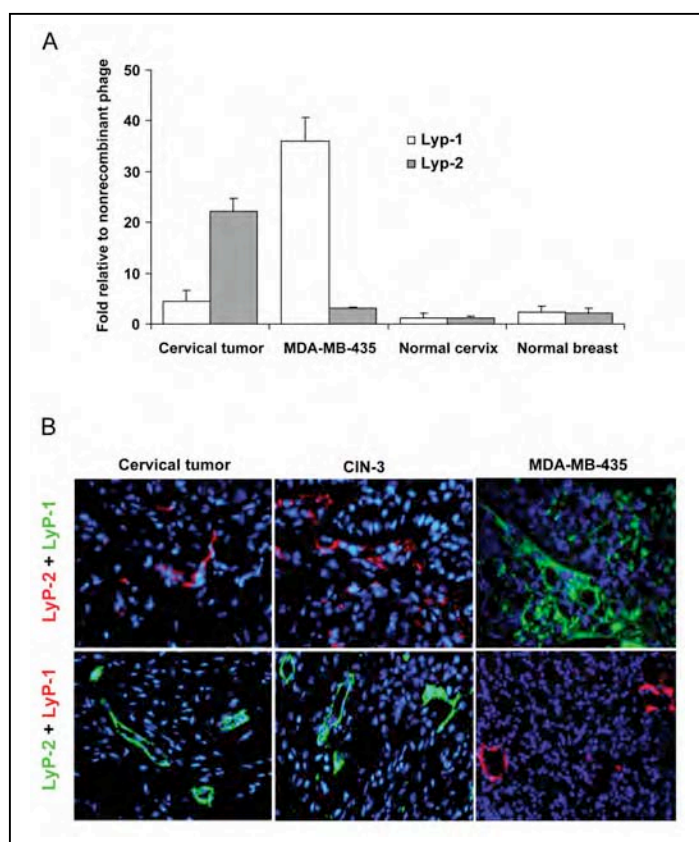 A
50
40
30
20
10
0
Fold relative to nonrecombinant phage
Lyp-1
Lyp-2
Cervical tumor MDA-MB-435 Normal cervix Normal breast
B
Cervical tumor CIN-3 MDA-MB-435
LyP-2 + LyP-1
LyP-2 + LyP-1